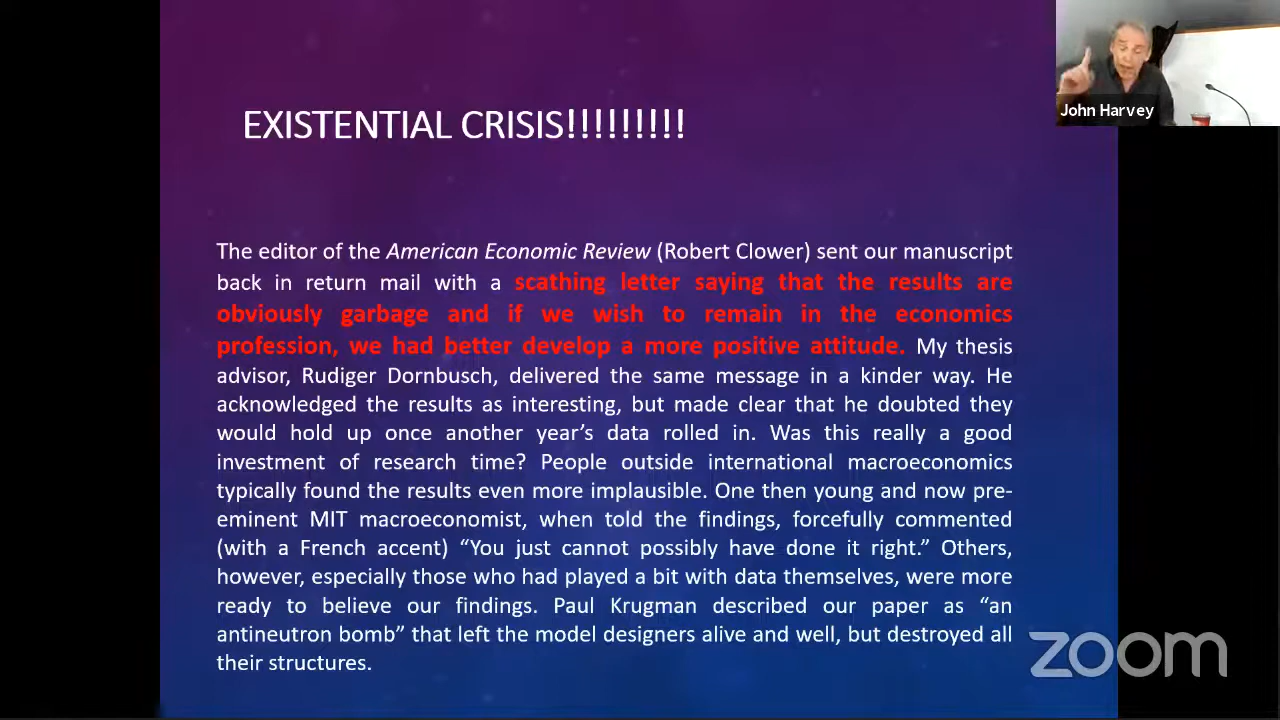 EXISTENTIAL CRISIS!!!!!!!!!
John Harvey
The editor of the American Economic Review (Robert Clower) sent our manuscript
back in return mail with a scathing letter saying that the results are
obviously garbage and if we wish to remain in the economics
profession, we had better develop a more positive attitude. My thesis
advisor, Rudiger Dornbusch, delivered the same message in a kinder way. He
acknowledged the results as interesting, but made clear that he doubted they
would hold up once another year’s data rolled in. Was this really a good
investment of research time? People outside international macroeconomics
typically found the results even more implausible. One then young and now pre-
eminent MIT macroeconomist, when told the findings, forcefully commented
(with a French accent) “You just cannot possibly have done it right.” Others,
however, especially those who had played a bit with data themselves, were more
ready to believe our findings. Paul Krugman described our paper as “an
antineutron bomb” that left the model designers alive and well, but destroyed all
their structures.
zoom